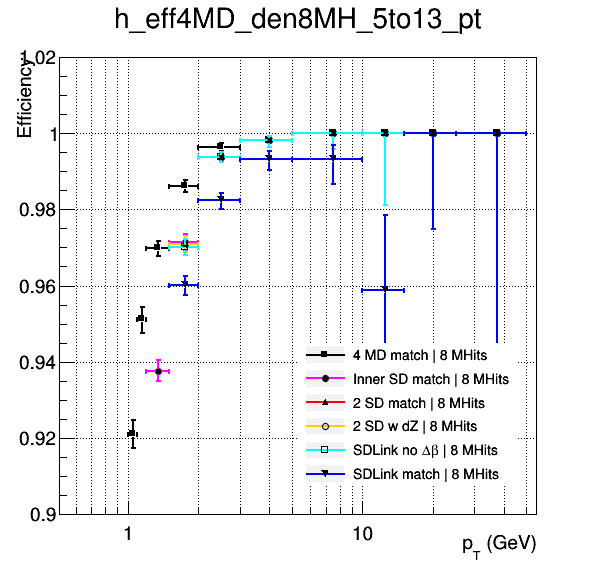 h_eff4MD_den8MH_5to13_pt
Efficiency
1.02
1
0.98
0.96
0.94
0.92
0.9
4 MD match | 8 MHits
Inner SD match | 8 MHits
2 SD match | 8 MHits
2 SD w dZ | 8 MHits
SDLink no Δβ | 8 MHits
SDLink match | 8 MHits
1
10
p_T (GeV)